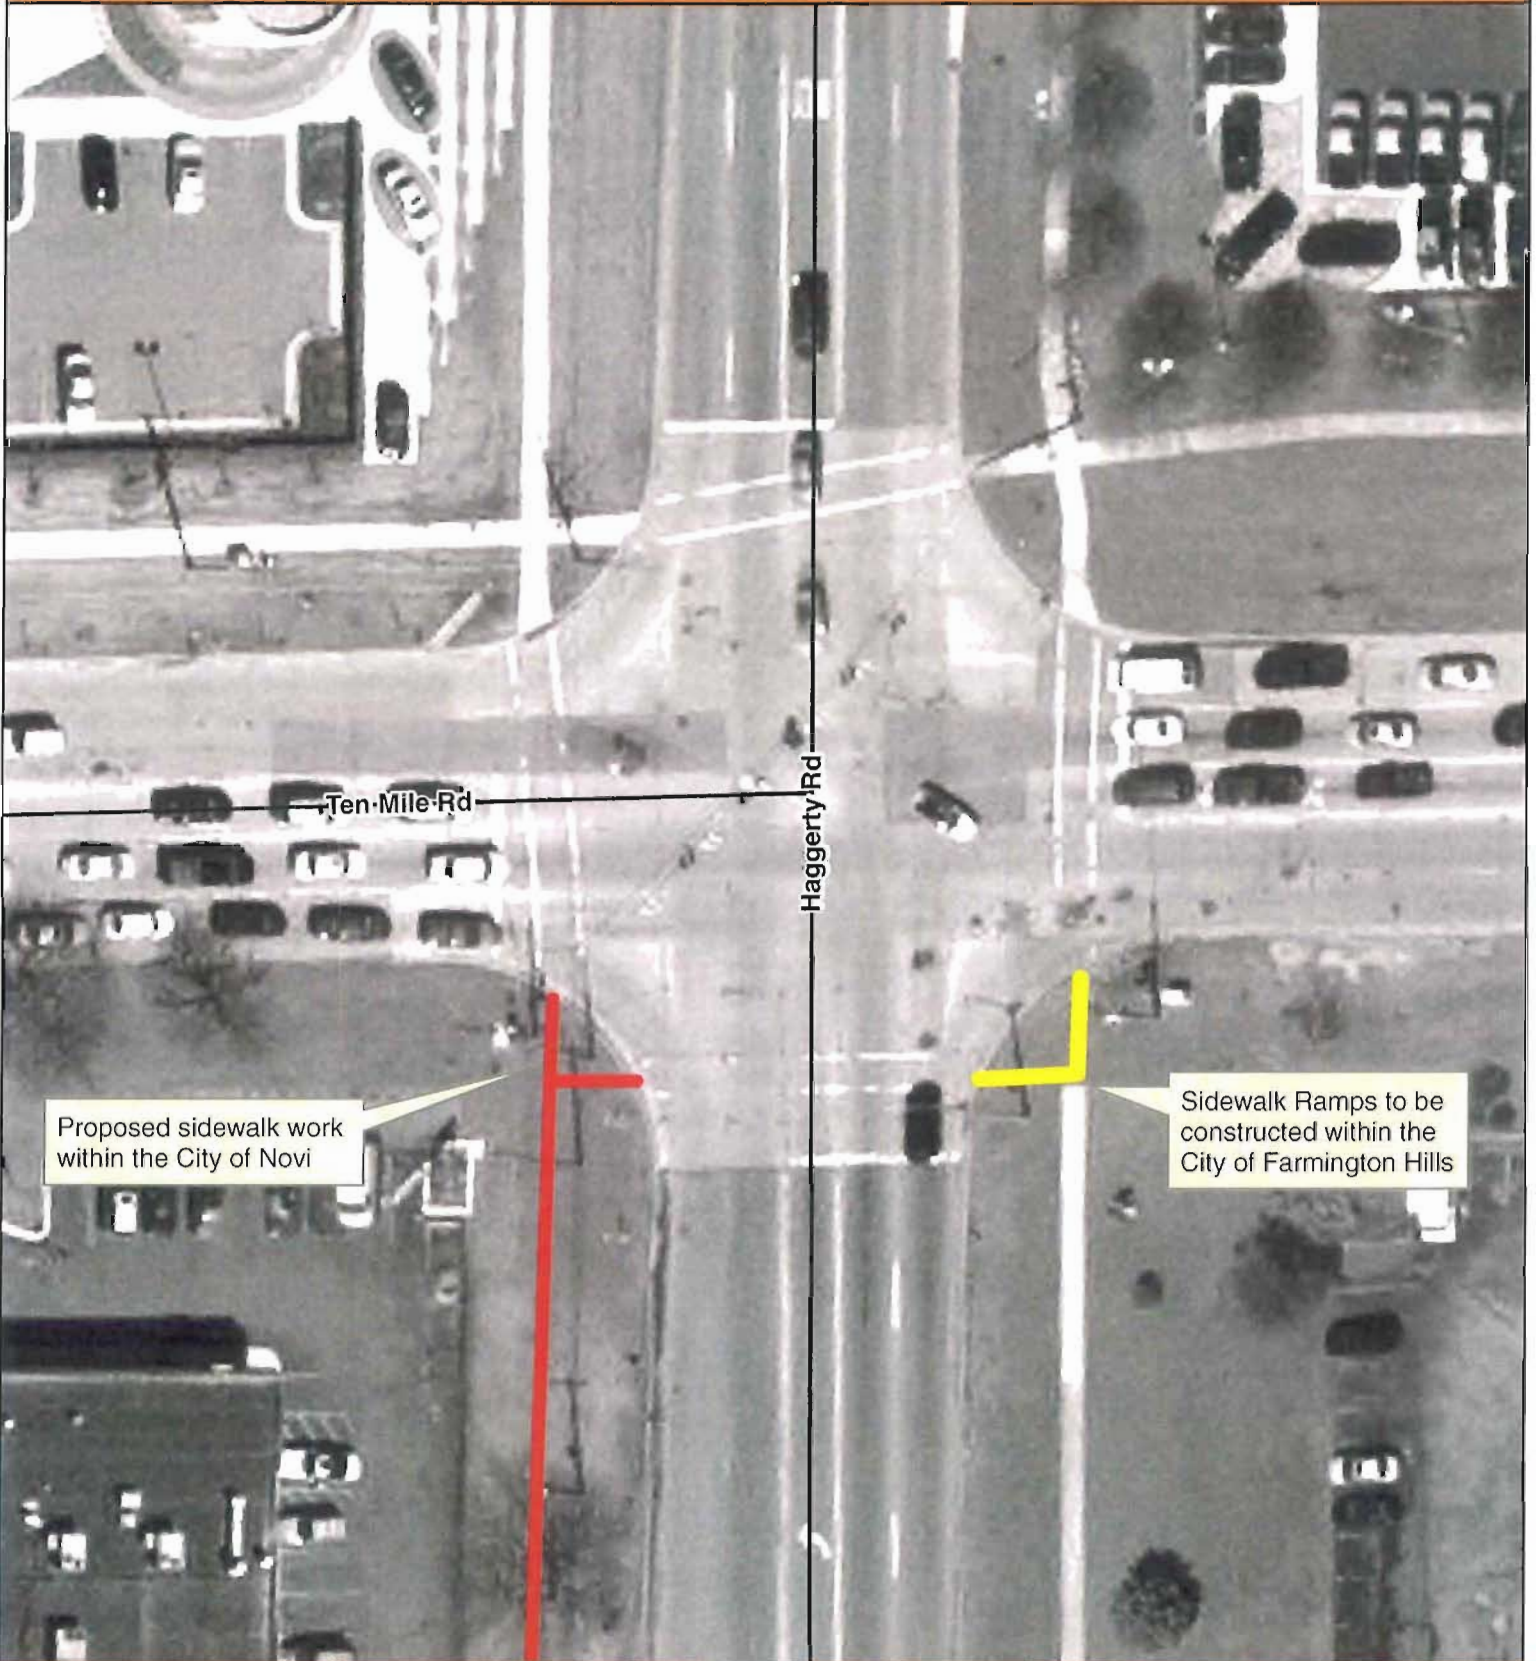 Ten Mile Rd
Haggerty Rd
Proposed sidewalk work
within the City of Novi
Sidewalk Ramps to be
constructed within the
City of Farmington Hills